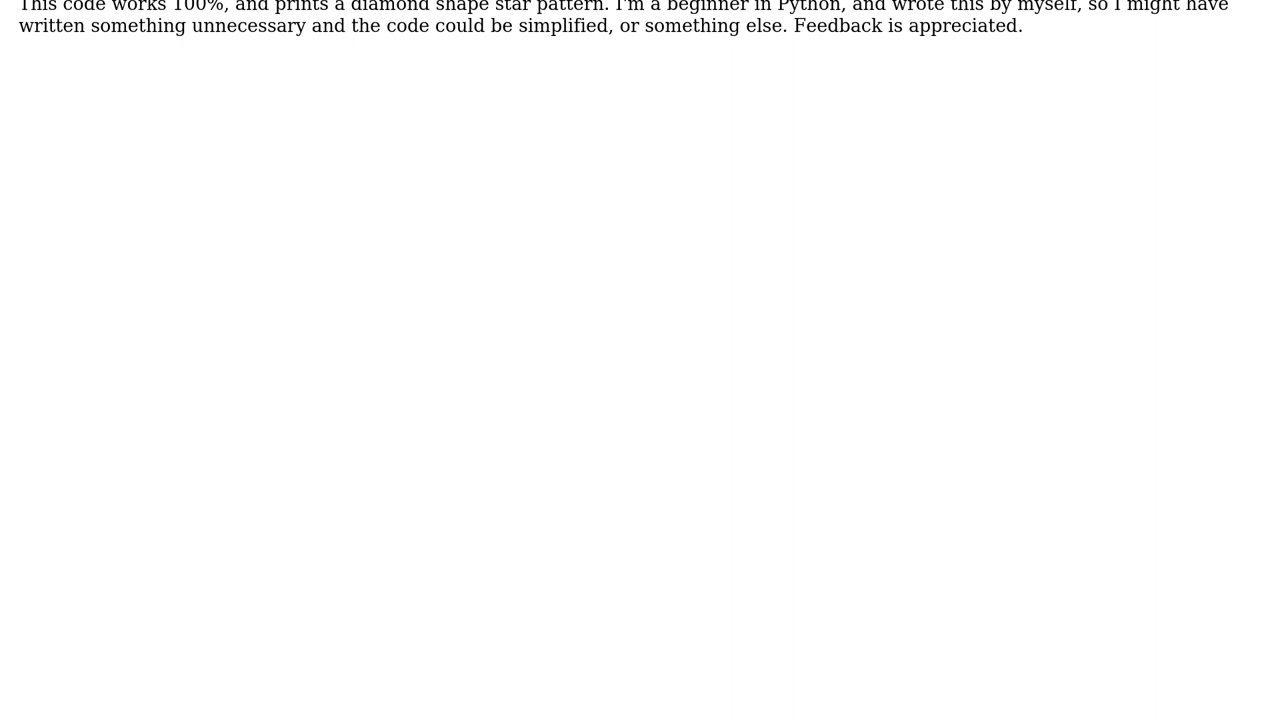 This code works 100%, and prints a diamond shape star pattern. I'm a beginner in Python, and wrote this by myself, so I might have
written something unnecessary and the code could be simplified, or something else. Feedback is appreciated.